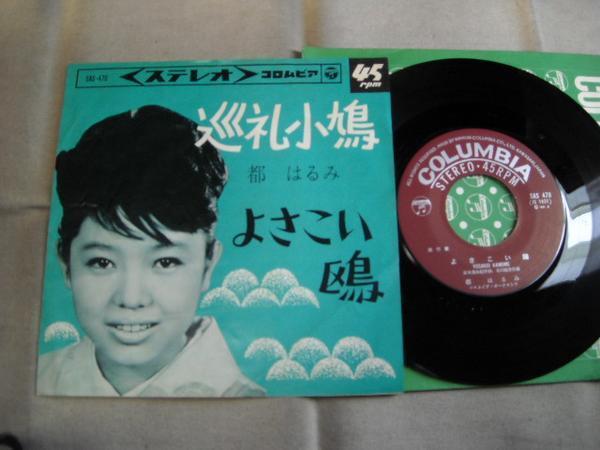 SAS-470
<ステレオ>
コロムビア
45
rpm
巡礼小鳩
都 はるみ
よさこい
鴎
COLUMBIA
STEREO·45RPM
SAS 470
よさこい鴎
YOSAKOI KAMOME
都 はるみ